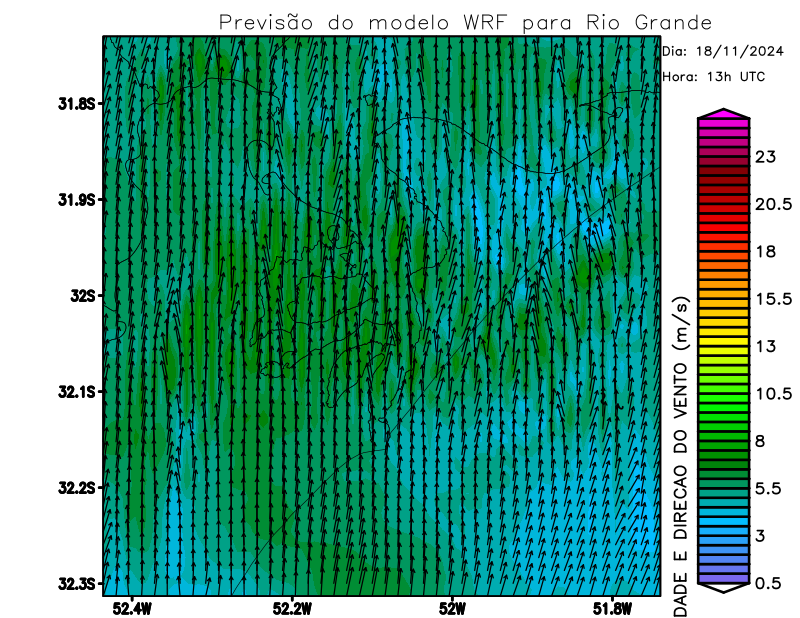 Previsão do modelo WRF para Rio Grande
Dia: 18/11/2024
Hora: 13h UTC
31.8S
31.9S
32S
32.1S
32.2S
32.3S
52.4W
52.2W
52W
51.8W
23
20.5
18
15.5
13
10.5
8
5.5
3
0.5
DADE E DIRECAO DO VENTO (m/s)